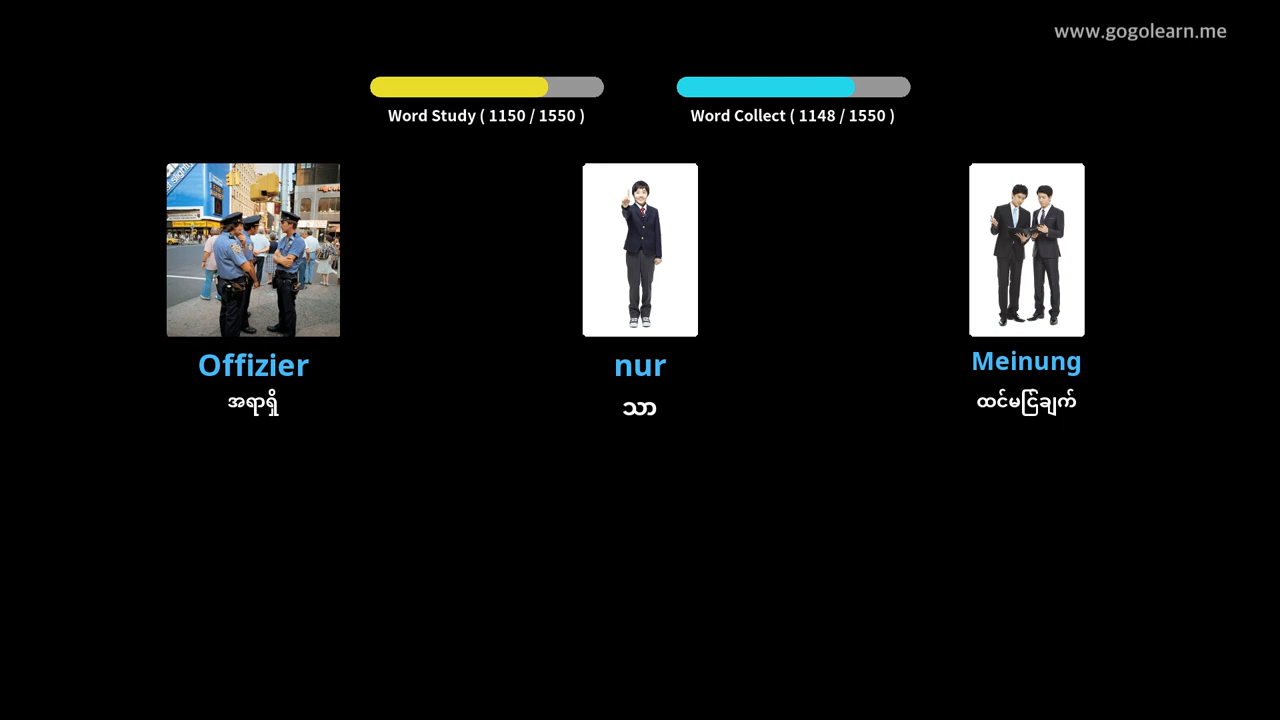 www.gogolearn.me
Word Study ( 1150 / 1550 )
Word Collect ( 1148 / 1550 )
Offizier
nur
Meinung
အရာရှိ
သာ
ထင်မြင်ချက်